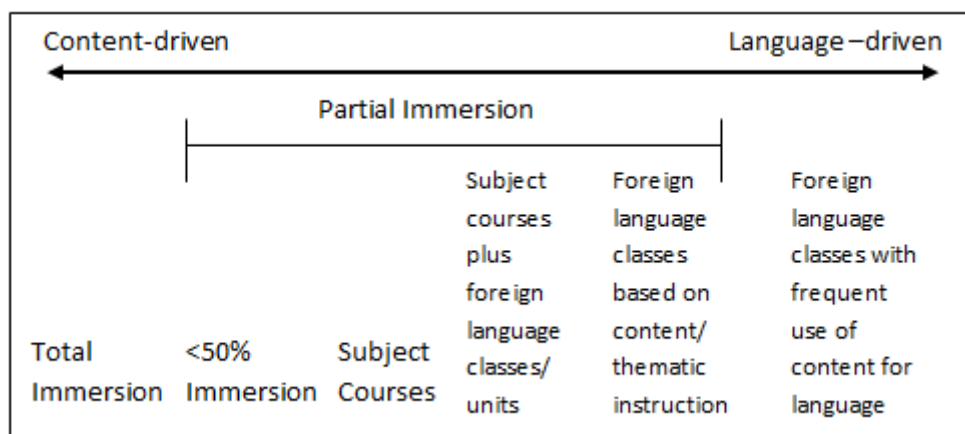 Content-driven
Language –driven
Partial Immersion
Total
Immersion
<50%
Immersion
Subject
Courses
Subject
courses
plus
foreign
language
classes/
units
Foreign
language
classes
based on
content/
thematic
instruction
Foreign
language
classes with
frequent
use of
content for
language